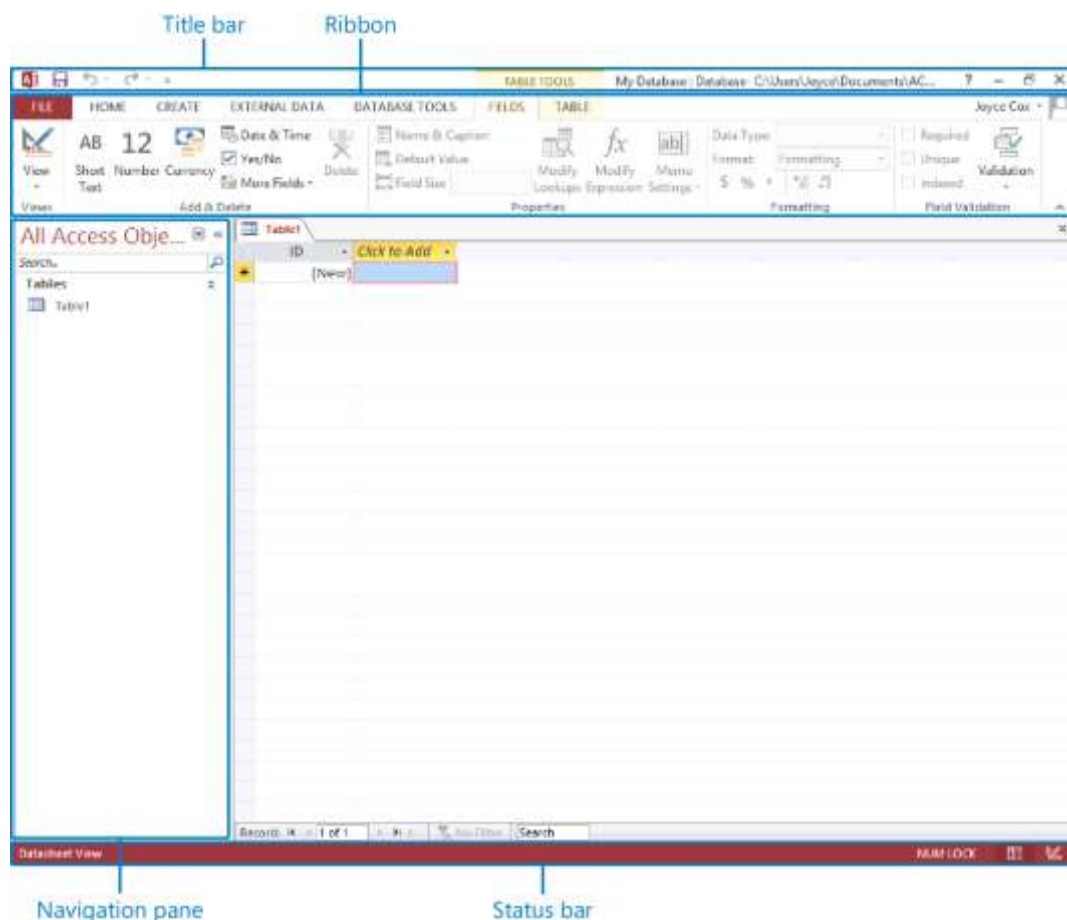 Title bar Ribbon
TABLE TOOLS My Database : Database- C:\Users\Joyce\Documents\AC... ?
FILE HOME CREATE EXTERNAL DATA DATABASE TOOLS FIELDS TABLE Joyce Cox
View
AB Short Text
12 Number
Currency
Date & Time
Yes/No
More Fields
Delete
Name & Caption
Default Value
Field Size
Modify Lookups
fx Modify Expression
ab Memo Settings
Data Type:
Format: Formatting
$ % ,
Required
Unique
Indexed
Validation
Views Add & Delete Properties Formatting Field Validation
All Access Obje...
Search...
Tables
Table1
Table1
ID Click to Add
(New)
Record: 1 of 1 No Filter Search
Datasheet View NUM LOCK
Navigation pane Status bar